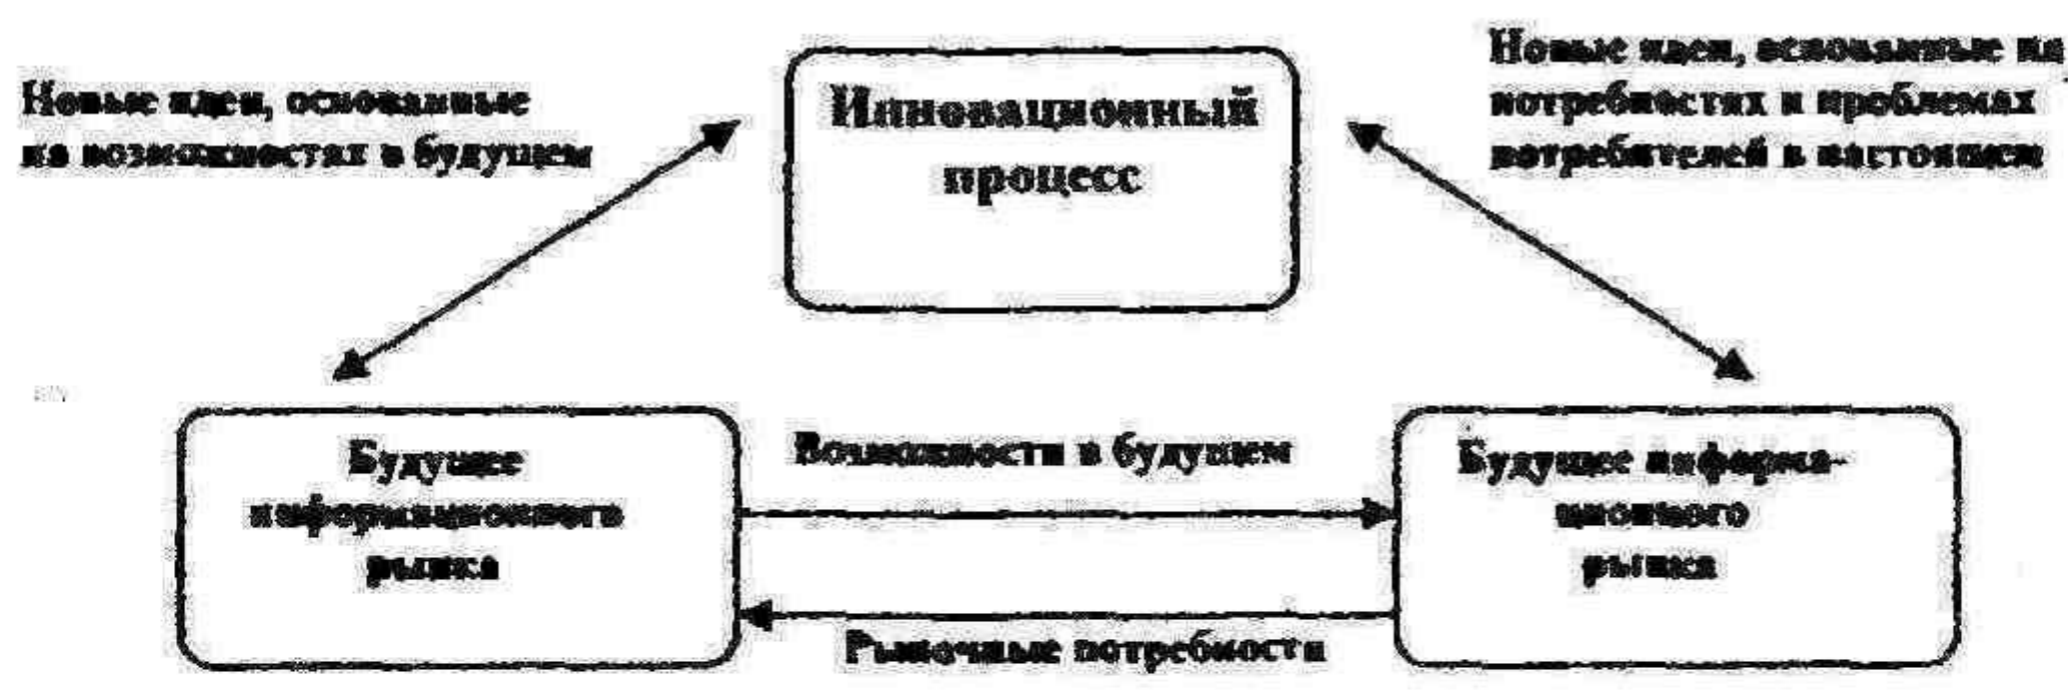 Новые идеи, основанные
на возможностях в будущем
Инновационный
процесс
Новые идеи, основанные на
потребностях и проблемах
потребителей в настоящем
Будущее
информационного
рынка
Возможности в будущем
Рыночные потребности
Будущее информа-
ционного
рынка